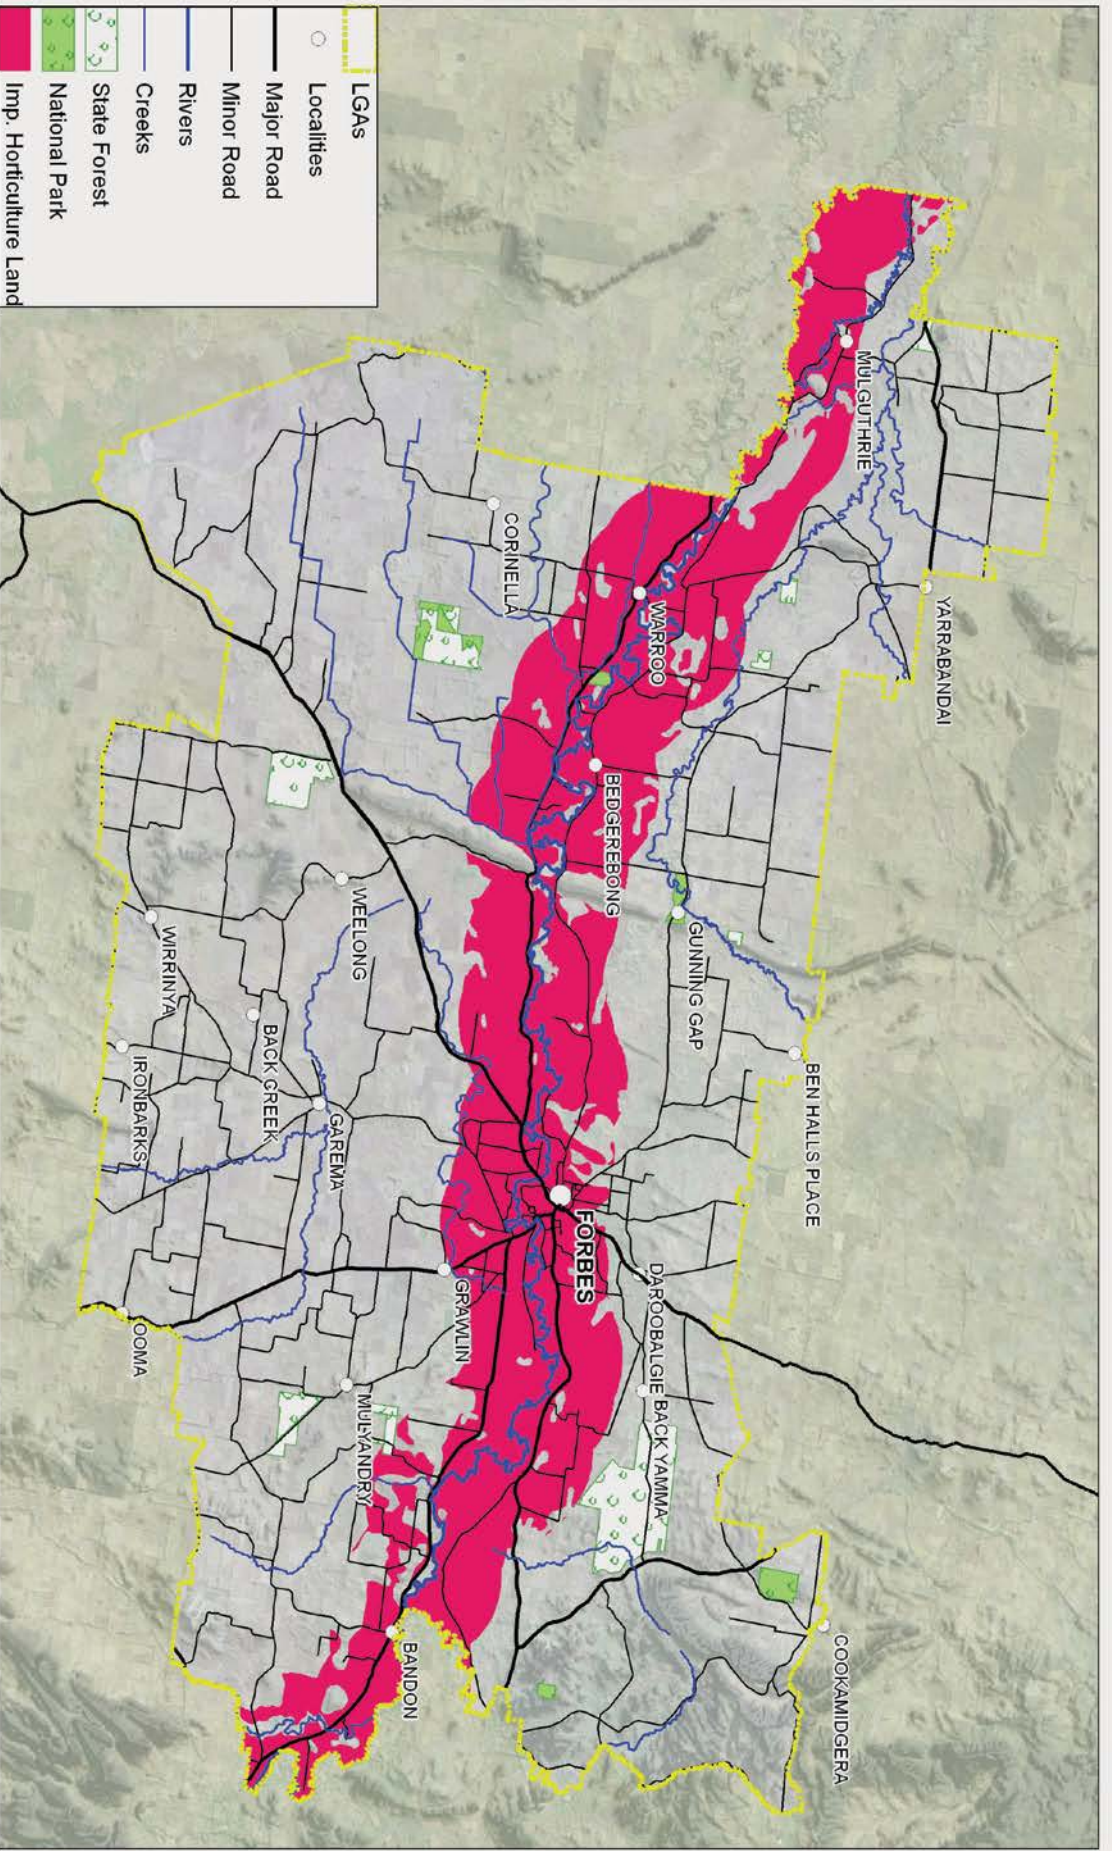 LGAs
Localities
Major Road
Minor Road
Rivers
Creeks
State Forest
National Park
Imp. Horticulture Land
YARRABANDAI
MULGUTHRIE
COOKAMIDGERA
BEN HALLS PLACE
GUNNING GAP
DAROOBALGIE
BACK YAMMA
WARROO
BEDGEREBONG
FORBES
CORINELLA
GRAWLIN
BANDON
WEELONG
MULYANDRY
GAREMA
BACK CREEK
WIRRINYA
IRONBARKS
OOMA